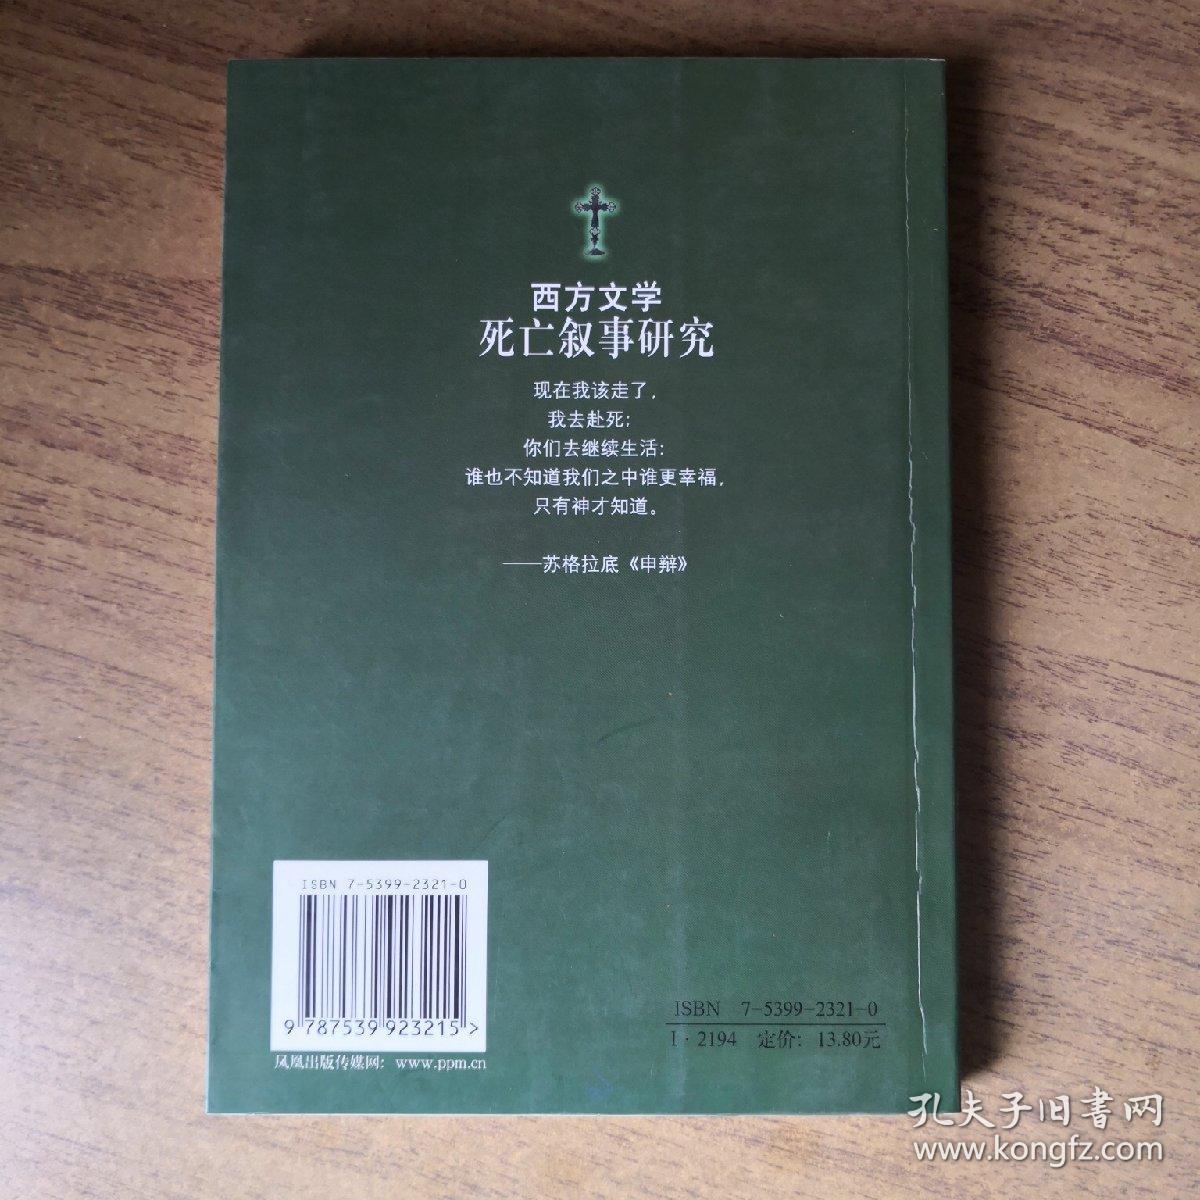 西方文学
死亡叙事研究
现在我该走了，
我去赴死；
你们去继续生活：
谁也不知道我们之中谁更幸福，
只有神才知道。
——苏格拉底《申辩》
ISBN 7-5399-2321-0
9 787539 923215 >
凤凰出版传媒网：www.ppm.cn
ISBN 7-5399-2321-0
I·2194 定价：13.80元
孔夫子旧書网
www.kongfz.com